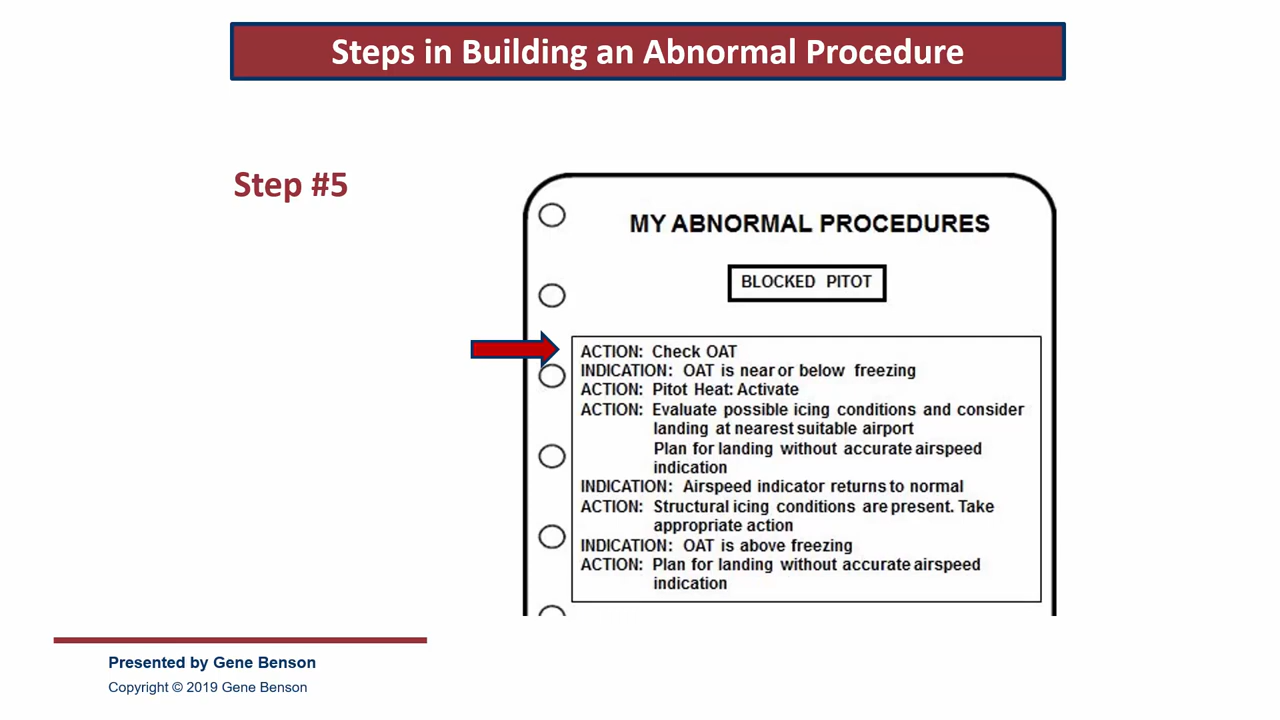 Steps in Building an Abnormal Procedure
Step #5
MY ABNORMAL PROCEDURES
BLOCKED PITOT
ACTION: Check OAT
INDICATION: OAT is near or below freezing
ACTION: Pitot Heat: Activate
ACTION: Evaluate possible icing conditions and consider
landing at nearest suitable airport
Plan for landing without accurate airspeed
indication
INDICATION: Airspeed indicator returns to normal
ACTION: Structural icing conditions are present. Take
appropriate action
INDICATION: OAT is above freezing
ACTION: Plan for landing without accurate airspeed
indication
Presented by Gene Benson
Copyright © 2019 Gene Benson